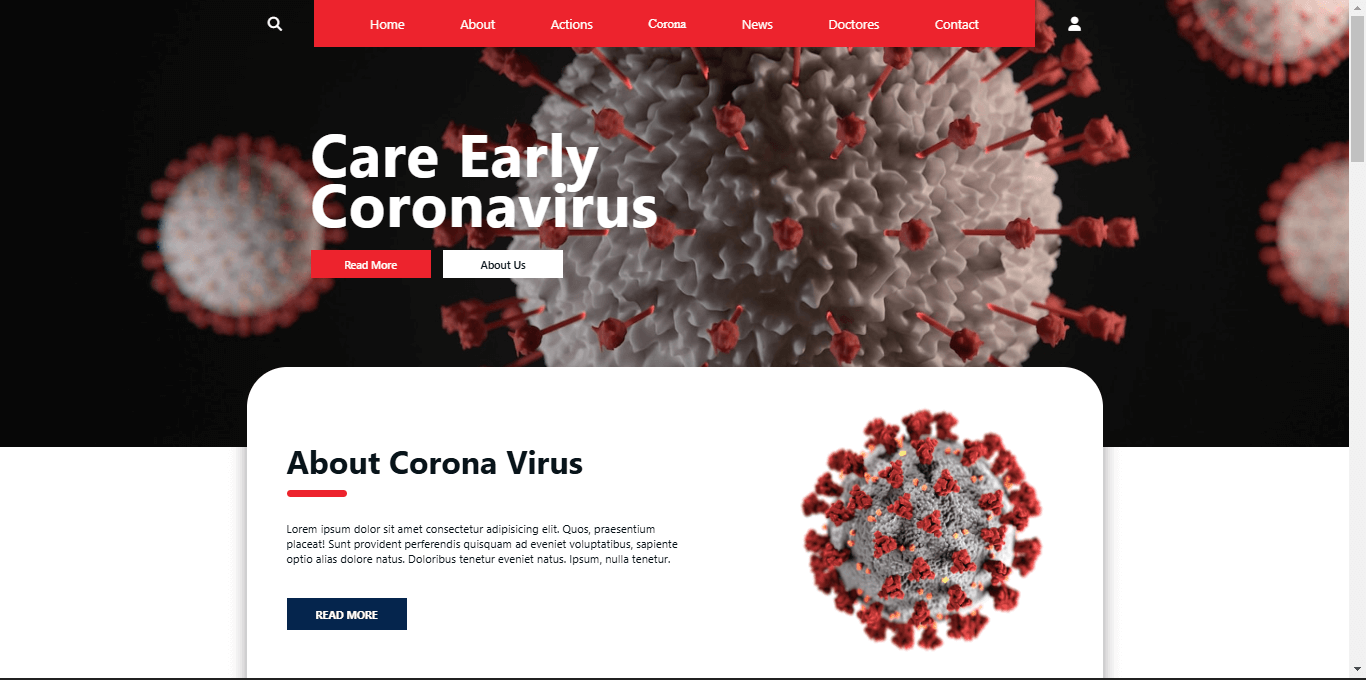 Home About Actions Corona News Doctores Contact
Care Early
Coronavirus
Read More About Us
About Corona Virus
Lorem ipsum dolor sit amet consectetur adipisicing elit. Quos, praesentium
placeat! Sunt provident perferendis quisquam ad eveniet voluptatibus, sapiente
optio alias dolore natus. Doloribus tenetur eveniet natus. Ipsum, nulla tenetur.
READ MORE